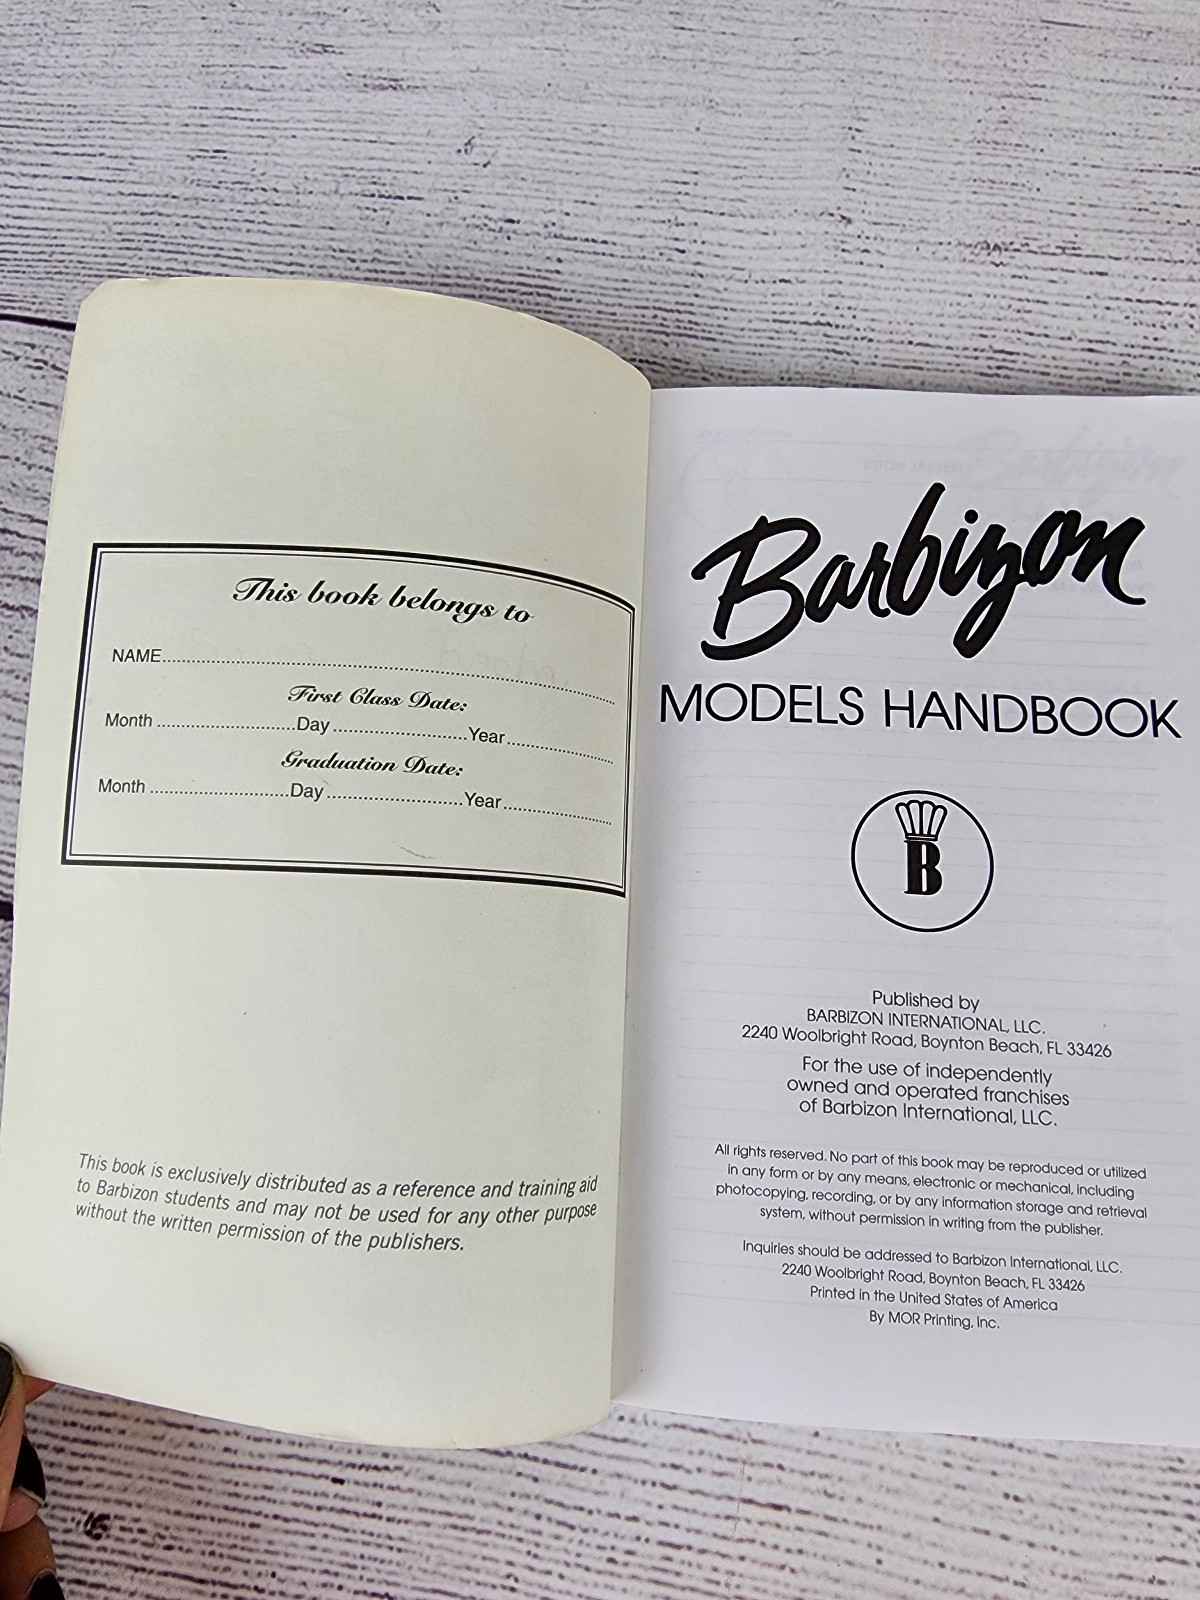 This book belongs to
NAME........................................................................
First Class Date:
Month ........................Day ........................Year....................
Graduation Date:
Month ........................Day ........................Year....................
This book is exclusively distributed as a reference and training aid
to Barbizon students and may not be used for any other purpose
without the written permission of the publishers.
Barbizon
MODELS HANDBOOK
B
Published by
BARBIZON INTERNATIONAL, LLC.
2240 Woolbright Road, Boynton Beach, FL 33426
For the use of independently
owned and operated franchises
of Barbizon International, LLC.
All rights reserved. No part of this book may be reproduced or utilized
in any form or by any means, electronic or mechanical, including
photocopying, recording, or by any information storage and retrieval
system, without permission in writing from the publisher.
Inquiries should be addressed to Barbizon International, LLC.
2240 Woolbright Road, Boynton Beach, FL 33426
Printed in the United States of America
By MOR Printing, Inc.